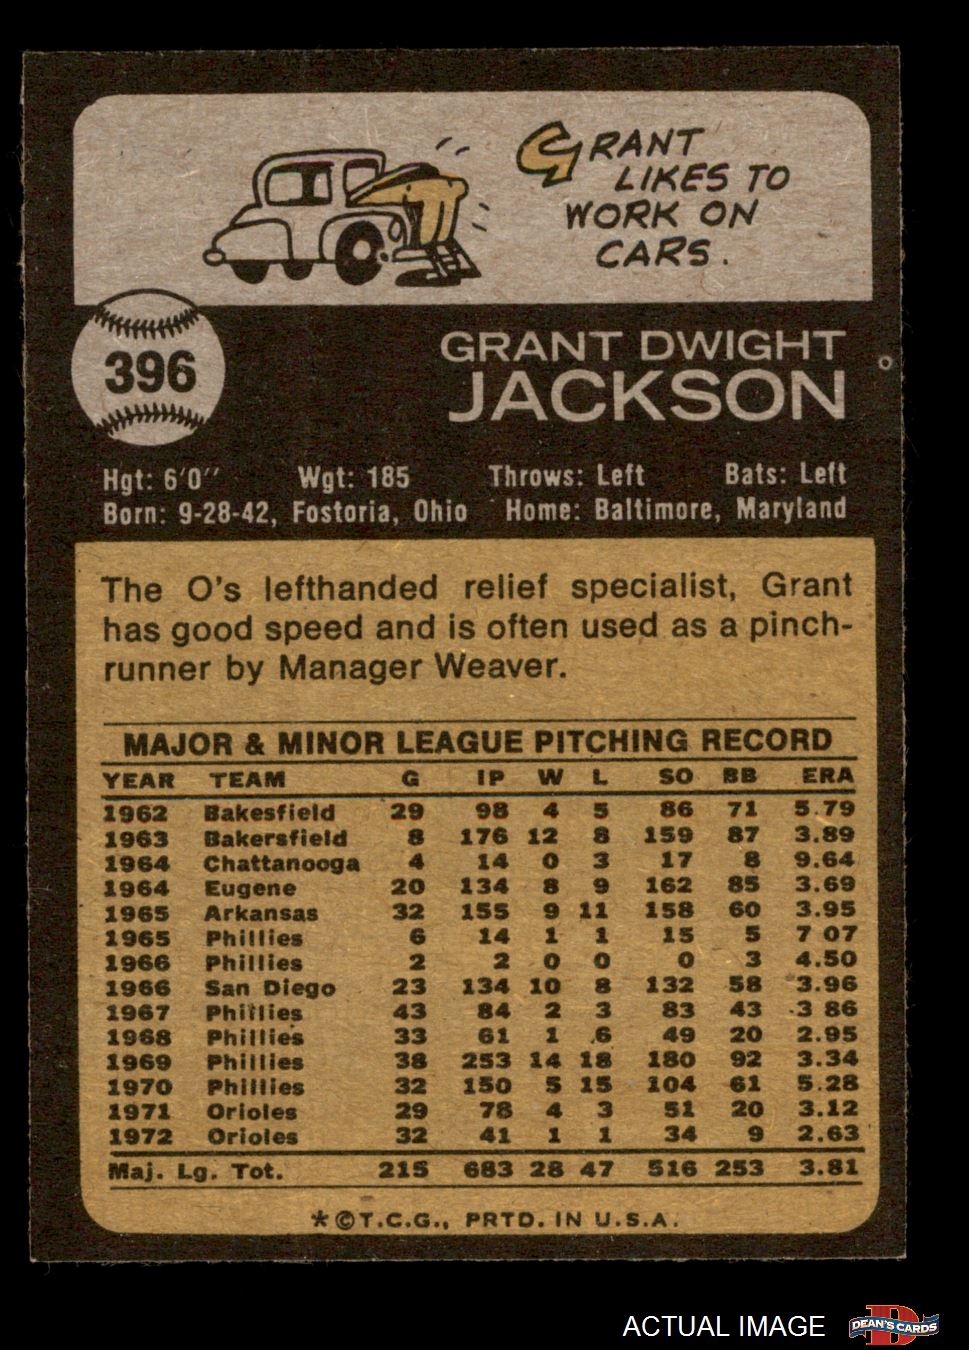 GRANT
LIKES TO
WORK ON
CARS.
396
GRANT DWIGHT
JACKSON
Hgt: 6'0" Wgt: 185 Throws: Left Bats: Left
Born: 9-28-42, Fostoria, Ohio Home: Baltimore, Maryland
The O's lefthanded relief specialist, Grant
has good speed and is often used as a pinch-
runner by Manager Weaver.
MAJOR & MINOR LEAGUE PITCHING RECORD
YEAR TEAM G IP W L SO BB ERA
1962 Bakesfield 29 98 4 5 86 71 5.79
1963 Bakersfield 8 176 12 8 159 87 3.89
1964 Chattanooga 4 14 0 3 17 8 9.64
1964 Eugene 20 134 8 9 162 85 3.69
1965 Arkansas 32 155 9 11 158 60 3.95
1965 Phillies 6 14 1 1 15 5 7 07
1966 Phillies 2 2 0 0 0 3 4.50
1966 San Diego 23 134 10 8 132 58 3.96
1967 Phillies 43 84 2 3 83 43 3 86
1968 Phillies 33 61 1 6 49 20 2.95
1969 Phillies 38 253 14 18 180 92 3.34
1970 Phillies 32 150 5 15 104 61 5.28
1971 Orioles 29 78 4 3 51 20 3.12
1972 Orioles 32 41 1 1 34 9 2.63
Maj. Lg. Tot. 215 683 28 47 516 253 3.81
*©T.C.G., PRTD. IN U.S.A.
ACTUAL IMAGE
D
DEAN'S CARDS